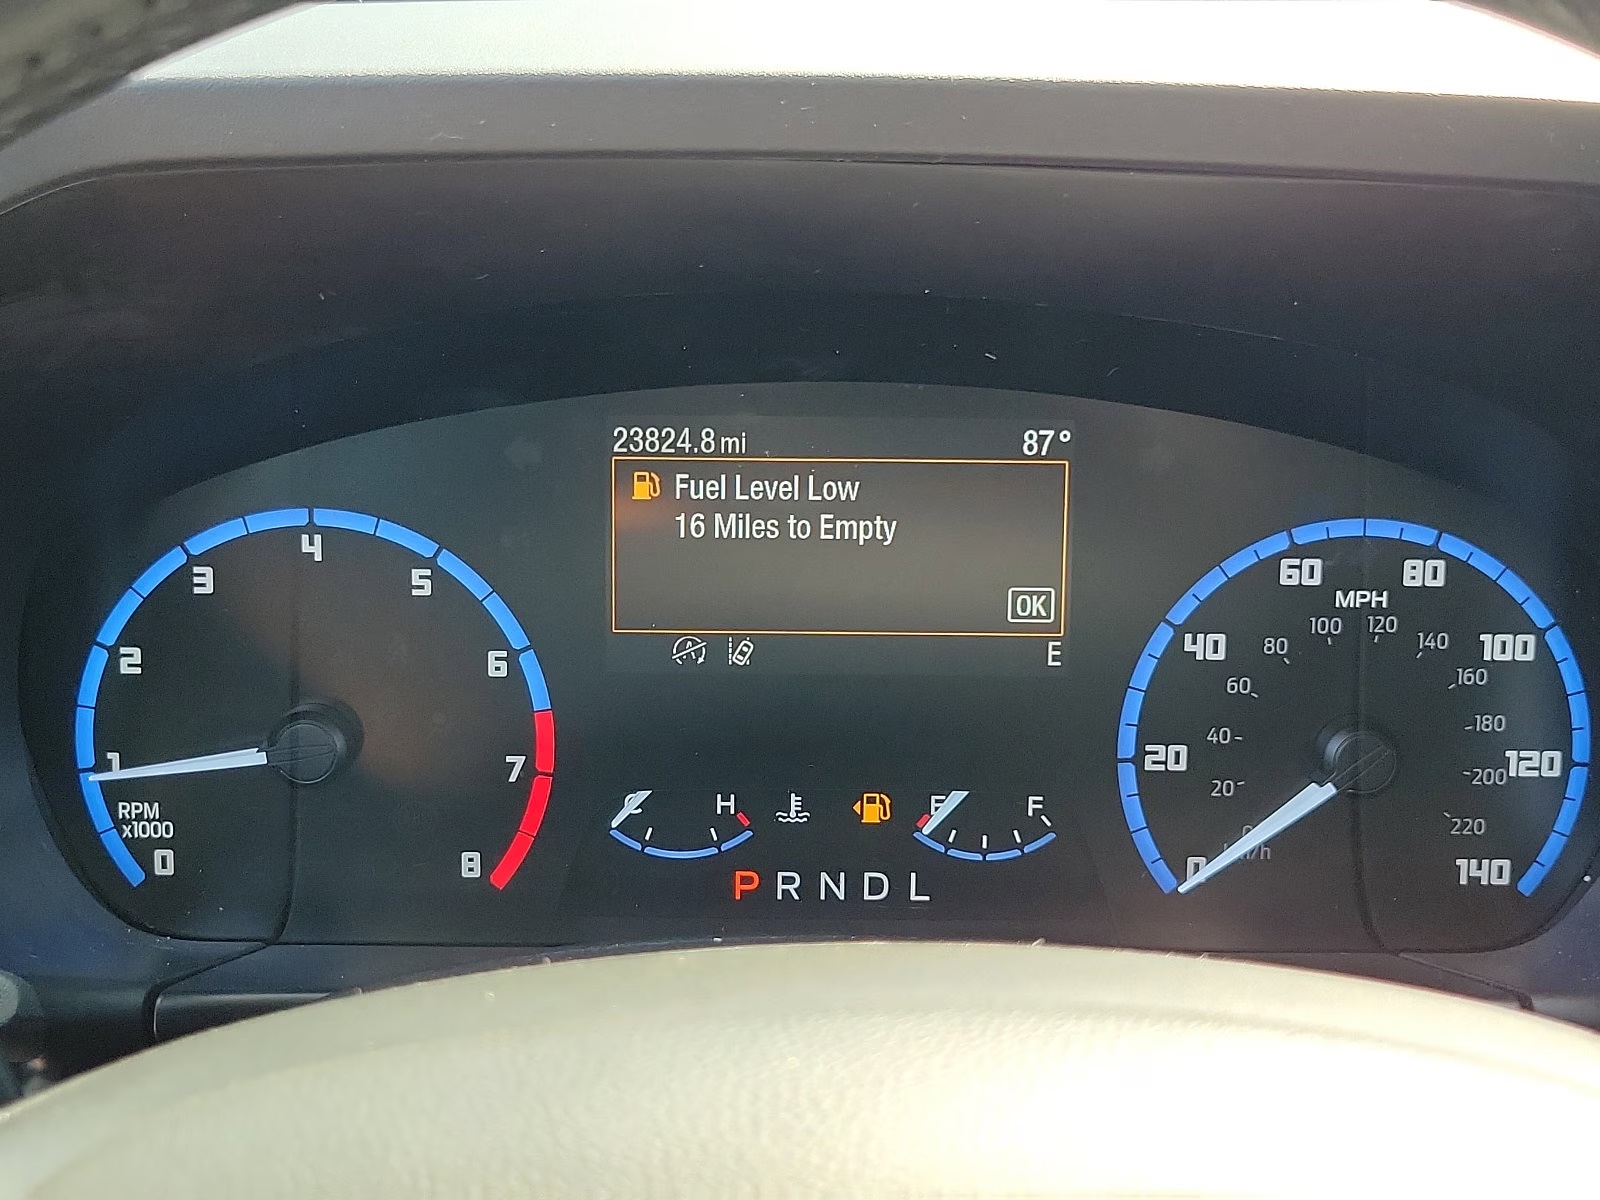 23824.8 mi 87°
Fuel Level Low
16 Miles to Empty
OK
E
0 1 2 3 4 5 6 7 8
RPM
x1000
C H
E F
P R N D L
0 20 40 60 80 100 120 140
MPH
0 20 40 60 80 100 120 140 160 180 200 220
km/h